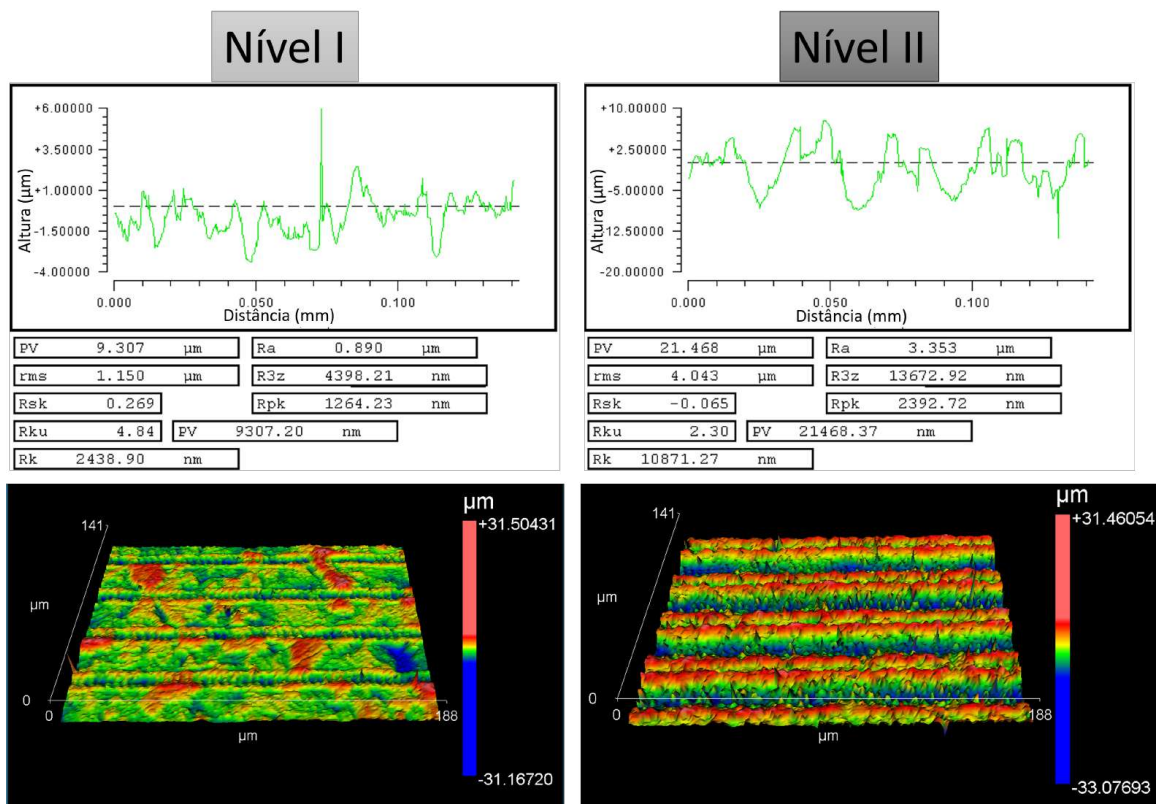 Nível I
+6.00000
+3.50000
+1.00000
-1.50000
-4.00000
Altura (µm)
0.000 0.050 0.100
Distância (mm)
PV 9.307 µm Ra 0.890 µm
rms 1.150 µm R3z 4398.21 nm
Rsk 0.269 Rpk 1264.23 nm
Rku 4.84 PV 9307.20 nm
Rk 2438.90 nm
µm
+31.50431
141
µm
0
0
188
µm
-31.16720
Nível II
+10.00000
+2.50000
-5.00000
-12.50000
-20.00000
Altura (µm)
0.000 0.050 0.100
Distância (mm)
PV 21.468 µm Ra 3.353 µm
rms 4.043 µm R3z 13672.92 nm
Rsk -0.065 Rpk 2392.72 nm
Rku 2.30 PV 21468.37 nm
Rk 10871.27 nm
µm
+31.46054
141
µm
0
0
188
µm
-33.07693